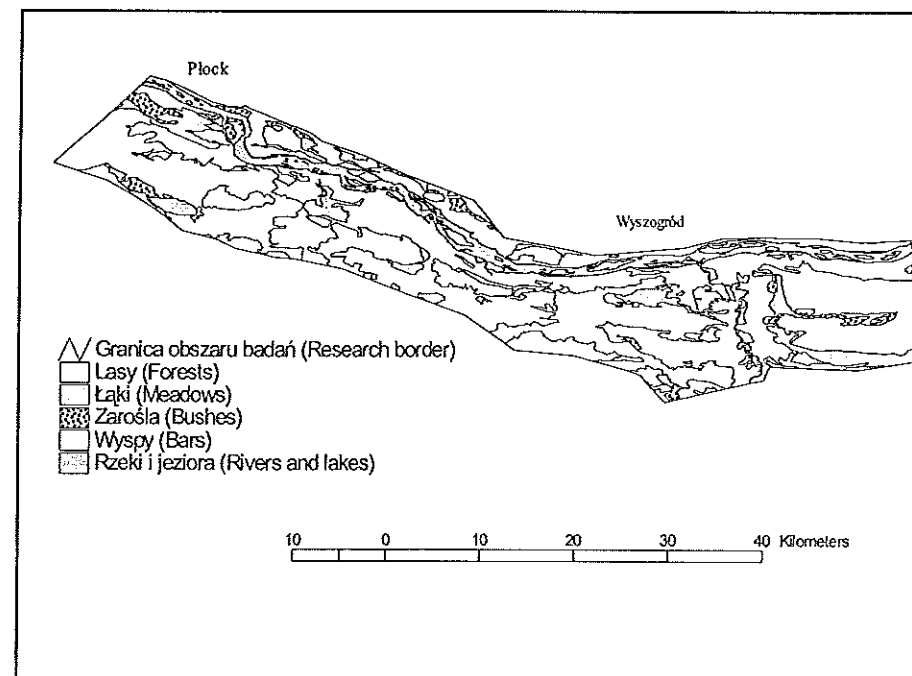 Płock
Wyszogród
Granica obszaru badań (Research border)
Lasy (Forests)
Łąki (Meadows)
Zarośla (Bushes)
Wyspy (Bars)
Rzeki i jeziora (Rivers and lakes)
10 0 10 20 30 40 Kilometers